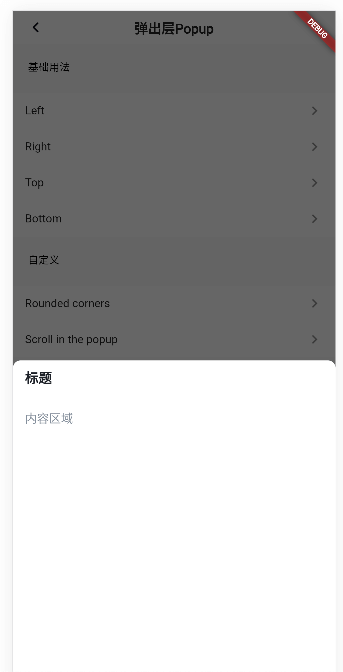 弹出层Popup
DEBUG
基础用法
Left
Right
Top
Bottom
自定义
Rounded corners
Scroll in the popup
标题
内容区域